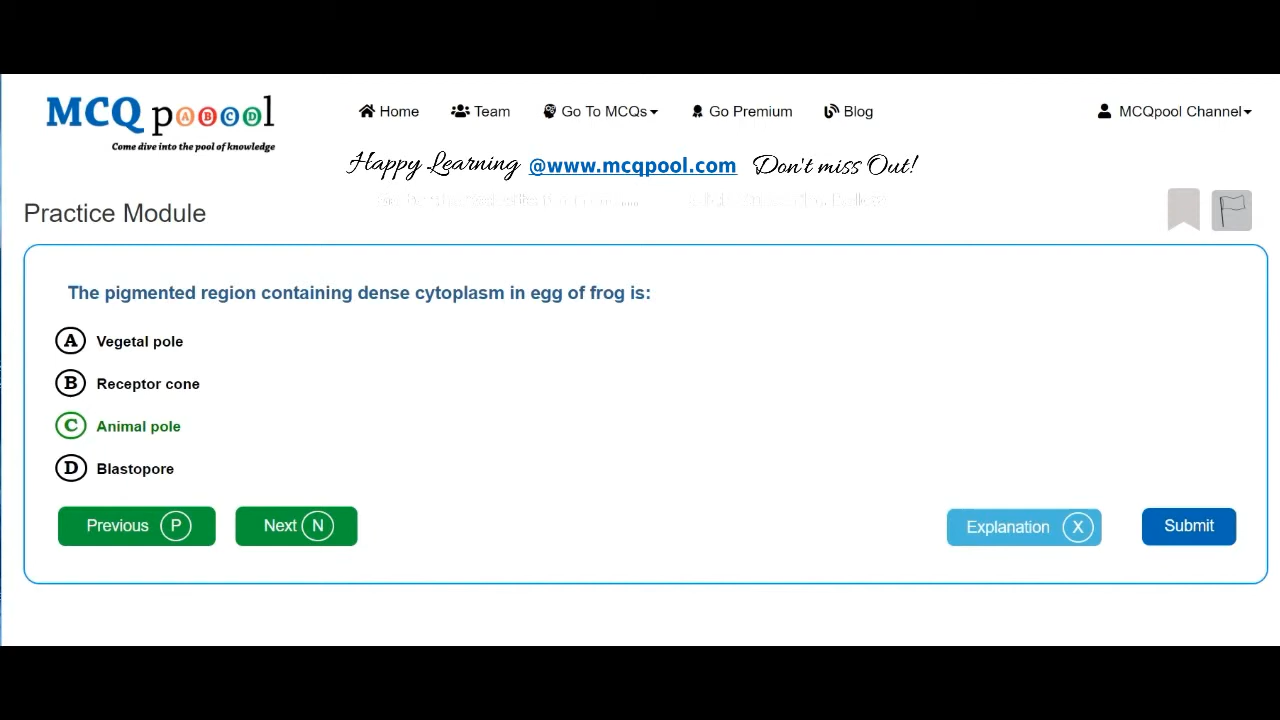 MCQ pABCDl
Come dive into the pool of knowledge
Home Team Go To MCQs Go Premium Blog MCQpool Channel
Happy Learning @www.mcqpool.com Don't miss Out!
Practice Module
The pigmented region containing dense cytoplasm in egg of frog is:
A Vegetal pole
B Receptor cone
C Animal pole
D Blastopore
Previous P Next N Explanation X Submit